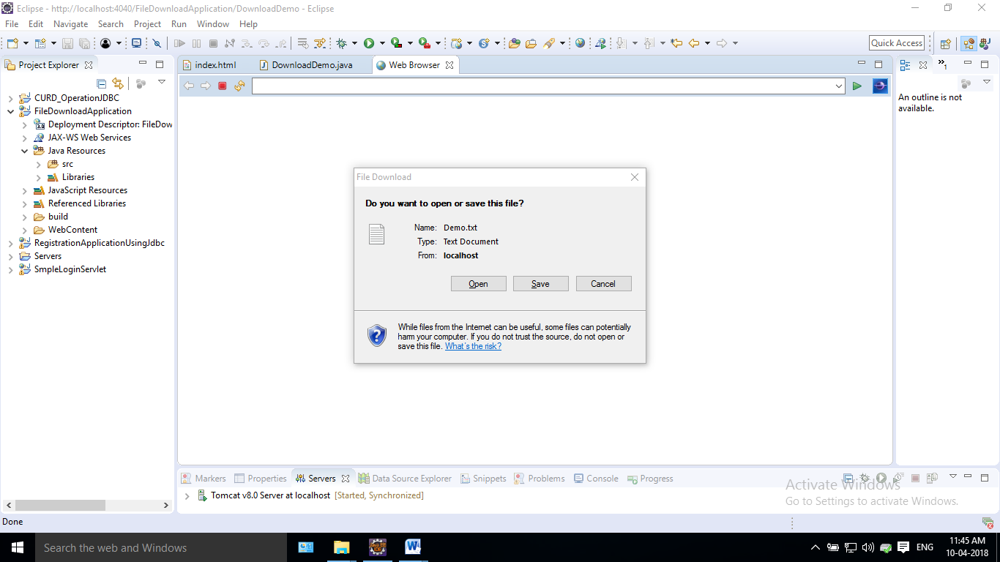 Eclipse - http://localhost:4040/FileDownloadApplication/DownloadDemo - Eclipse
File Edit Navigate Search Project Run Window Help
Quick Access
Project Explorer
CURD_OperationJDBC
FileDownloadApplication
Deployment Descriptor: FileDow
JAX-WS Web Services
Java Resources
src
Libraries
JavaScript Resources
Referenced Libraries
build
WebContent
RegistrationApplicationUsingJdbc
Servers
SmpleLoginServlet
index.html DownloadDemo.java Web Browser
File Download
Do you want to open or save this file?
Name: Demo.txt
Type: Text Document
From: localhost
Open Save Cancel
While files from the Internet can be useful, some files can potentially
harm your computer. If you do not trust the source, do not open or
save this file. What's the risk?
An outline is not
available.
Markers Properties Servers Data Source Explorer Snippets Problems Console Progress
Tomcat v8.0 Server at localhost [Started, Synchronized]
Activate Windows
Go to Settings to activate Windows.
Done
Search the web and Windows
ENG
11:45 AM
10-04-2018